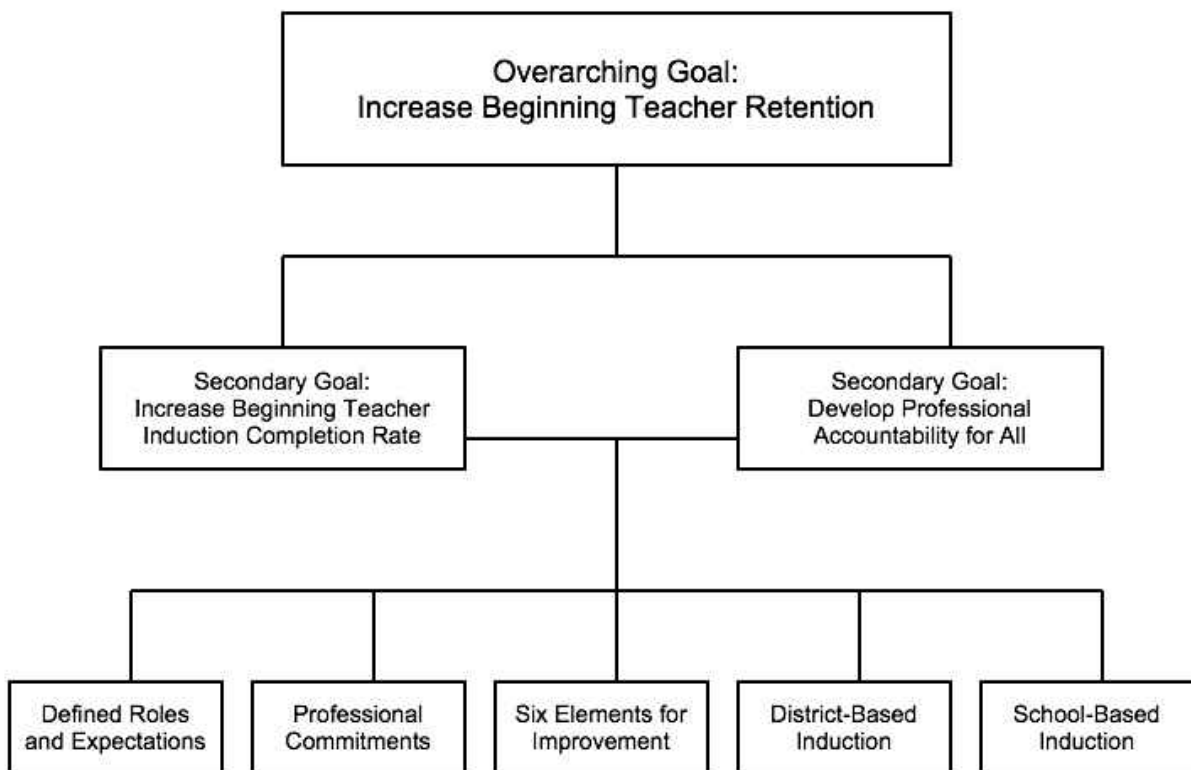 Overarching Goal:
Increase Beginning Teacher Retention
Secondary Goal:
Increase Beginning Teacher
Induction Completion Rate
Secondary Goal:
Develop Professional
Accountability for All
Defined Roles
and Expectations
Professional
Commitments
Six Elements for
Improvement
District-Based
Induction
School-Based
Induction